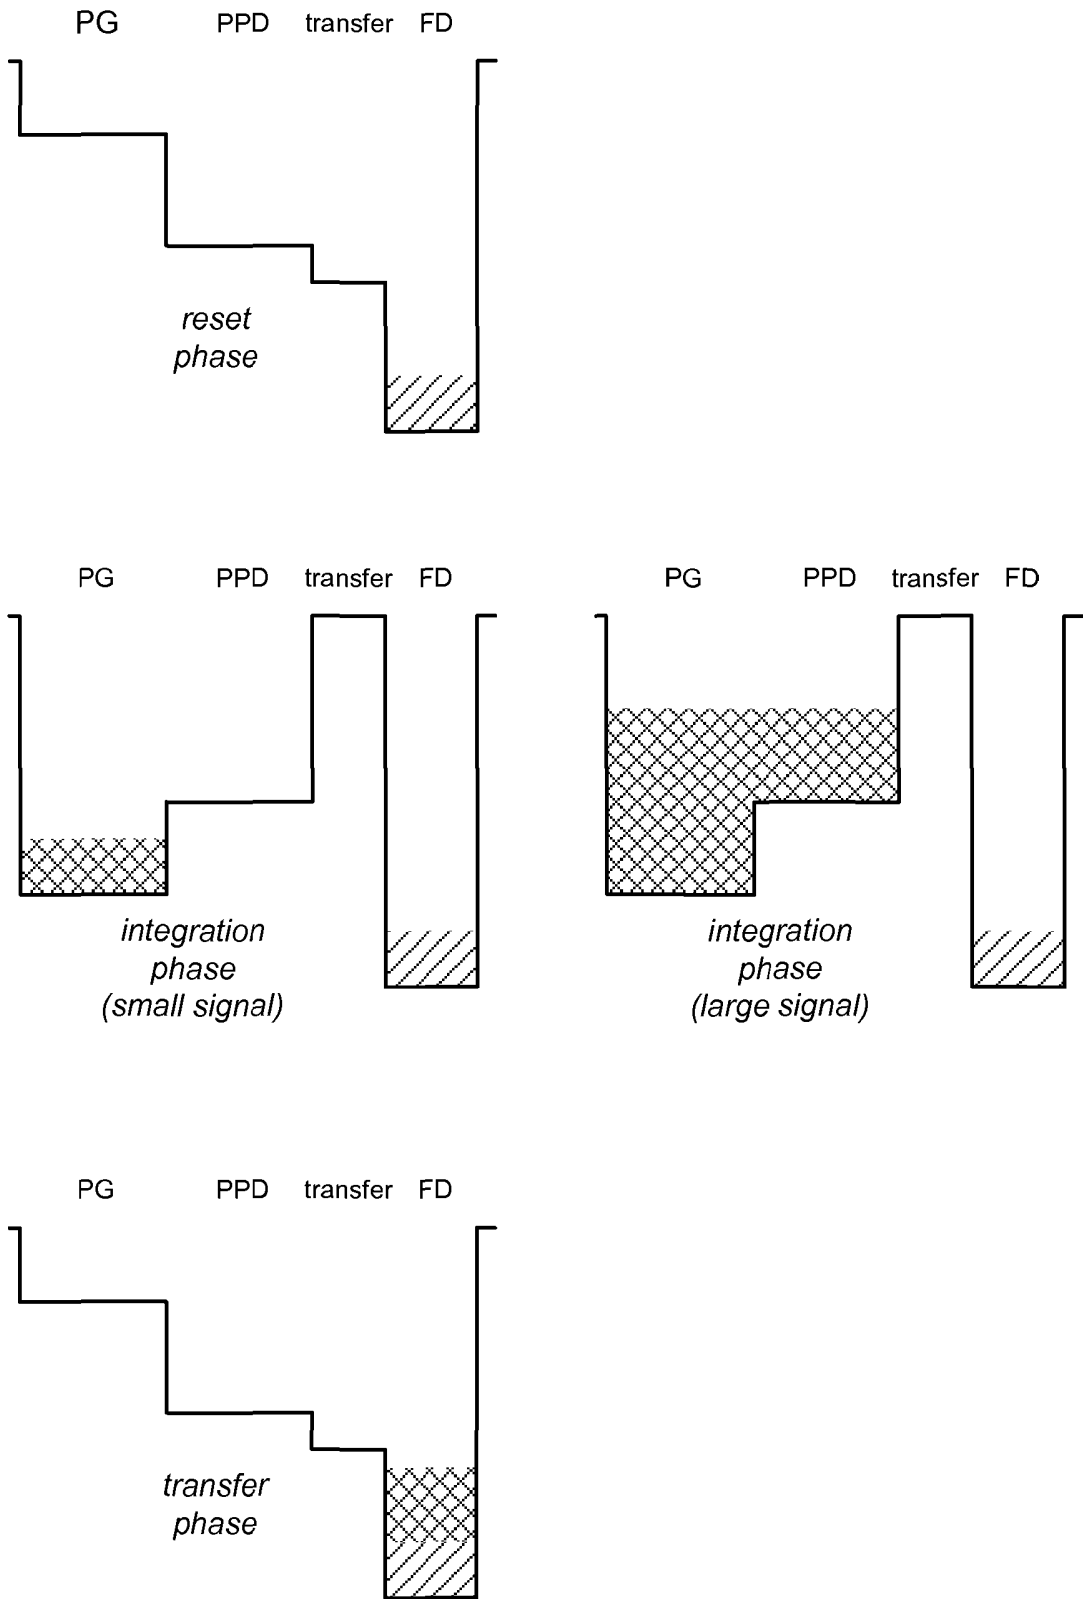 PG PPD transfer FD
reset
phase
PG PPD transfer FD
integration
phase
(small signal)
PG PPD transfer FD
integration
phase
(large signal)
PG PPD transfer FD
transfer
phase